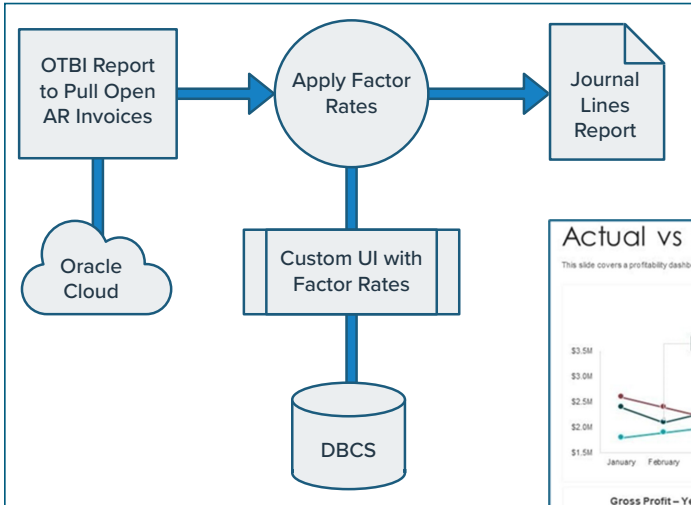 OTBI Report
to Pull Open
AR Invoices
Apply Factor
Rates
Journal
Lines
Report
Oracle
Cloud
Custom UI with
Factor Rates
DBCS
Actual vs
This slide covers a profitability
$3.5M
$3.0M
$2.5M
$2.0M
$1.5M
January February
Gross Profit –